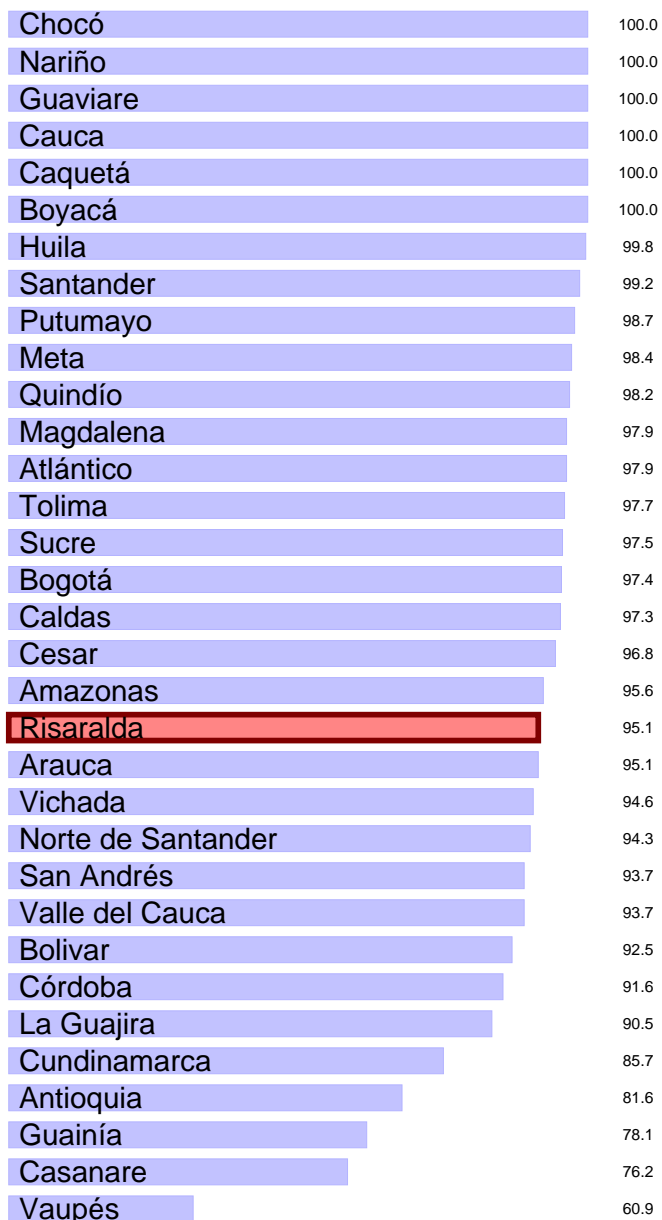 Chocó 100.0
Nariño 100.0
Guaviare 100.0
Cauca 100.0
Caquetá 100.0
Boyacá 100.0
Huila 99.8
Santander 99.2
Putumayo 98.7
Meta 98.4
Quindío 98.2
Magdalena 97.9
Atlántico 97.9
Tolima 97.7
Sucre 97.5
Bogotá 97.4
Caldas 97.3
Cesar 96.8
Amazonas 95.6
Risaralda 95.1
Arauca 95.1
Vichada 94.6
Norte de Santander 94.3
San Andrés 93.7
Valle del Cauca 93.7
Bolivar 92.5
Córdoba 91.6
La Guajira 90.5
Cundinamarca 85.7
Antioquia 81.6
Guainía 78.1
Casanare 76.2
Vaupés 60.9